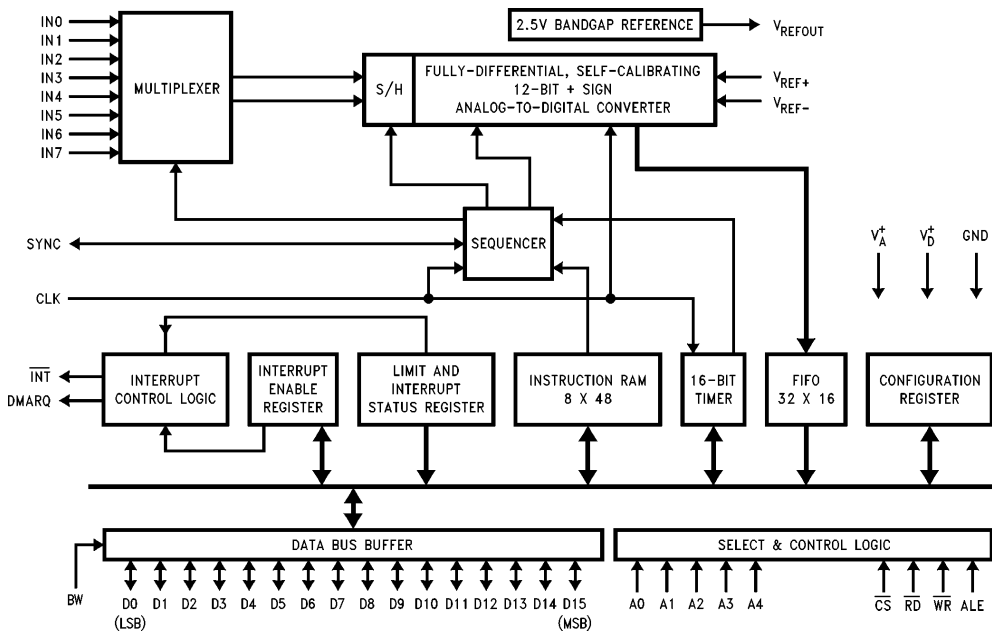 IN0
IN1
IN2
IN3
IN4
IN5
IN6
IN7
MULTIPLEXER
2.5V BANDGAP REFERENCE
VREFOUT
S/H
FULLY-DIFFERENTIAL, SELF-CALIBRATING
12-BIT + SIGN
ANALOG-TO-DIGITAL CONVERTER
VREF+
VREF-
SYNC
SEQUENCER
CLK
VA+
VD+
GND
INT
DMARQ
INTERRUPT
CONTROL LOGIC
INTERRUPT
ENABLE
REGISTER
LIMIT AND
INTERRUPT
STATUS REGISTER
INSTRUCTION RAM
8 X 48
16-BIT
TIMER
FIFO
32 X 16
CONFIGURATION
REGISTER
DATA BUS BUFFER
SELECT & CONTROL LOGIC
BW
D0 D1 D2 D3 D4 D5 D6 D7 D8 D9 D10 D11 D12 D13 D14 D15
(LSB) (MSB)
A0 A1 A2 A3 A4
CS RD WR ALE